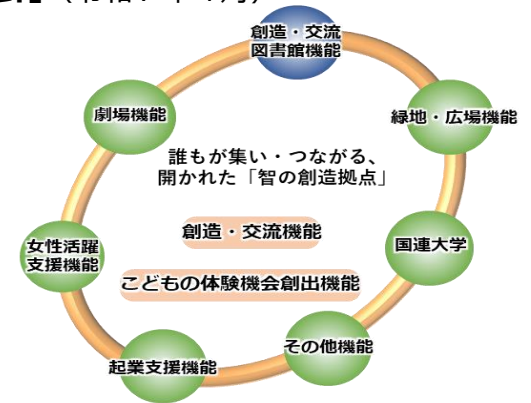 創造・交流
図書館機能
劇場機能
緑地・広場機能
誰もが集い・つながる、
開かれた「智の創造拠点」
創造・交流機能
女性活躍
支援機能
国連大学
こどもの体験機会創出機能
その他機能
起業支援機能